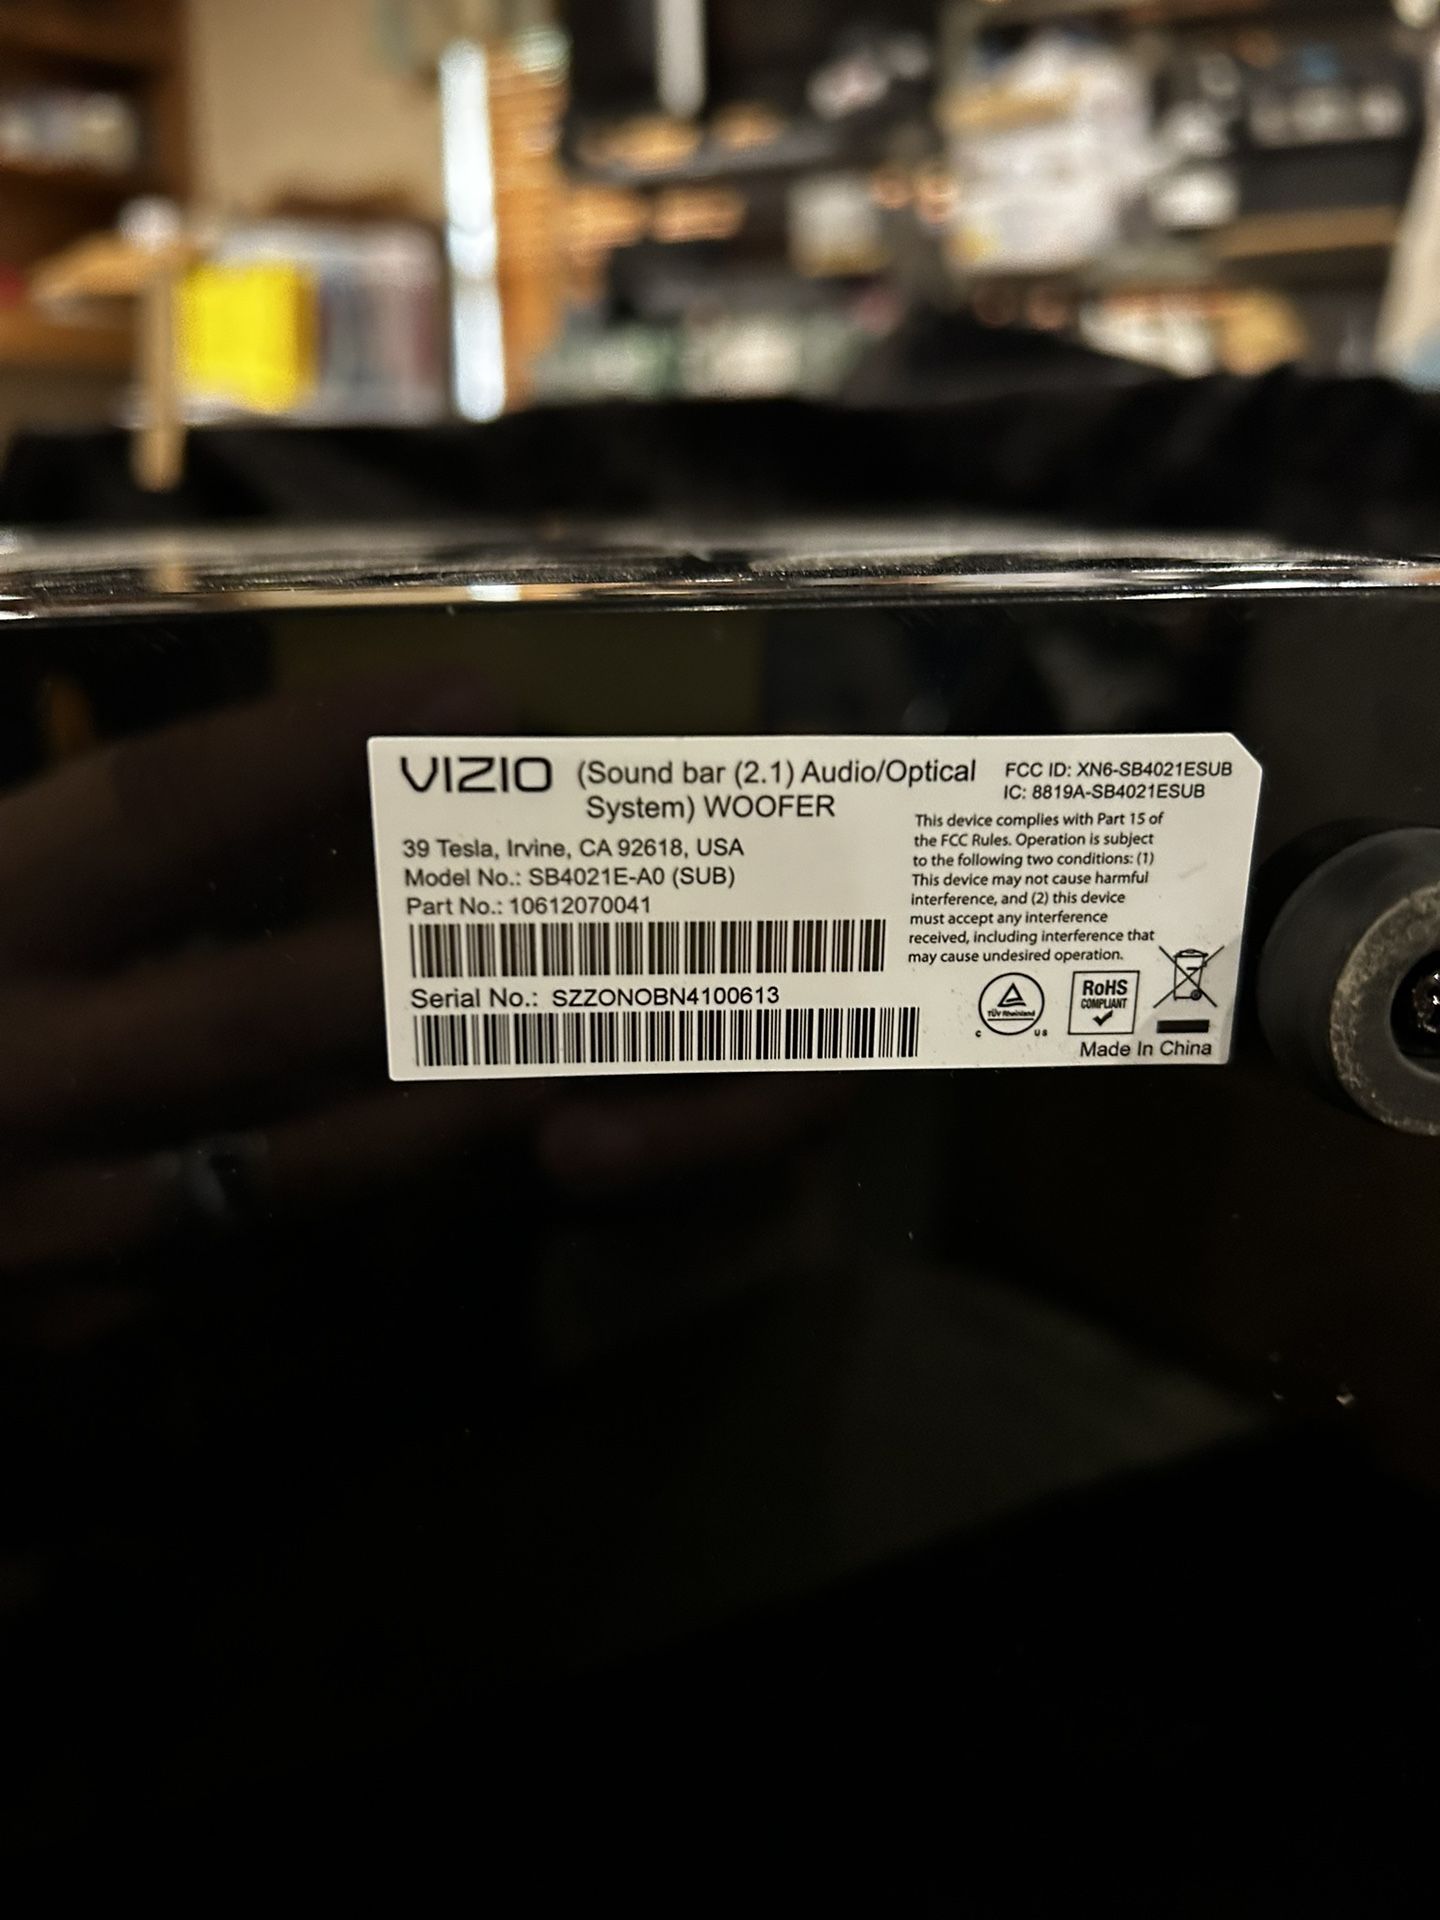 VIZIO (Sound bar (2.1) Audio/Optical
System) WOOFER
39 Tesla, Irvine, CA 92618, USA
Model No.: SB4021E-A0 (SUB)
Part No.: 10612070041
Serial No.: SZZONOBN4100613
FCC ID: XN6-SB4021ESUB
IC: 8819A-SB4021ESUB
This device complies with Part 15 of
the FCC Rules. Operation is subject
to the following two conditions: (1)
This device may not cause harmful
interference, and (2) this device
must accept any interference
received, including interference that
may cause undesired operation.
TÜV Rheinland
C US
RoHS
COMPLIANT
Made In China